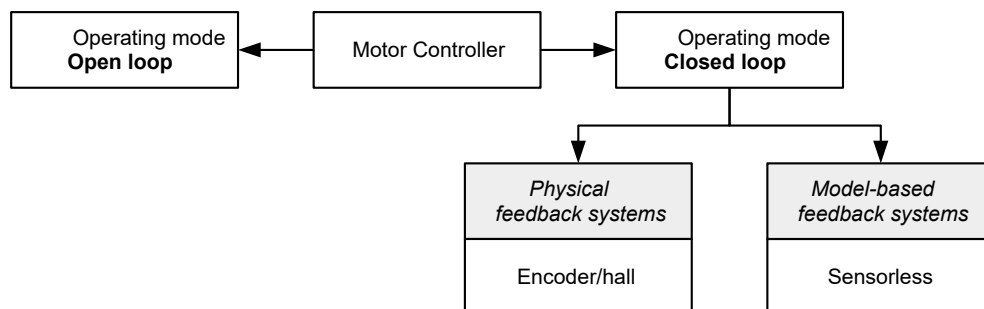 Operating mode
Open loop
Motor Controller
Operating mode
Closed loop
Physical
feedback systems
Model-based
feedback systems
Encoder/hall
Sensorless